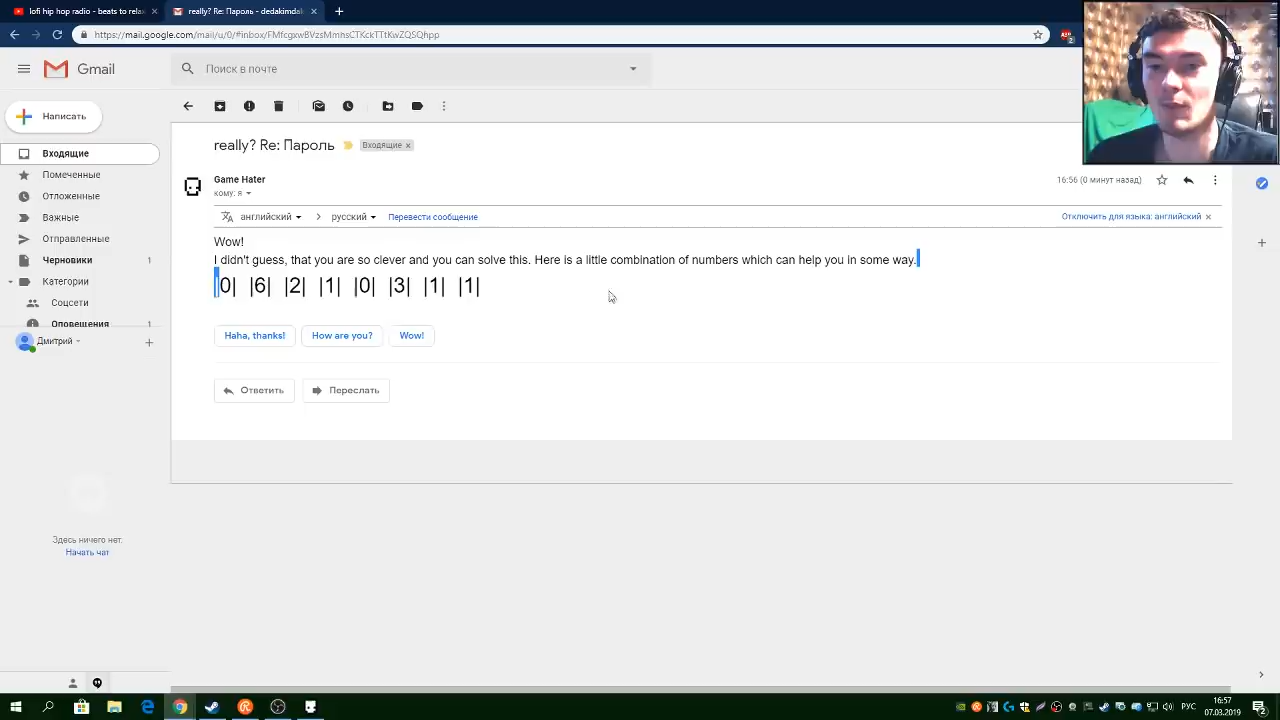 lofi hip hop radio - beats to relax
really? Re: Пароль - dedakimdal
https://mail.google.com/mail/u/0/#inbox/FMfcgxwBVzsMmhsCTKckTTtKwZQSQhpp
Gmail
Поиск в почте
Написать
Входящие
Помеченные
Отложенные
Важные
Отправленные
Черновики 1
Категории
Соцсети
Оповещения 1
Дмитрий
Здесь ничего нет.
Начать чат
really? Re: Пароль Входящие ×
Game Hater 16:56 (0 минут назад)
кому: я
английский > русский Перевести сообщение Отключить для языка: английский ×
Wow!
I didn't guess, that you are so clever and you can solve this. Here is a little combination of numbers which can help you in some way.
|0| |6| |2| |1| |0| |3| |1| |1|
Haha, thanks! How are you? Wow!
Ответить Переслать
РУС 16:57
07.03.2019 2